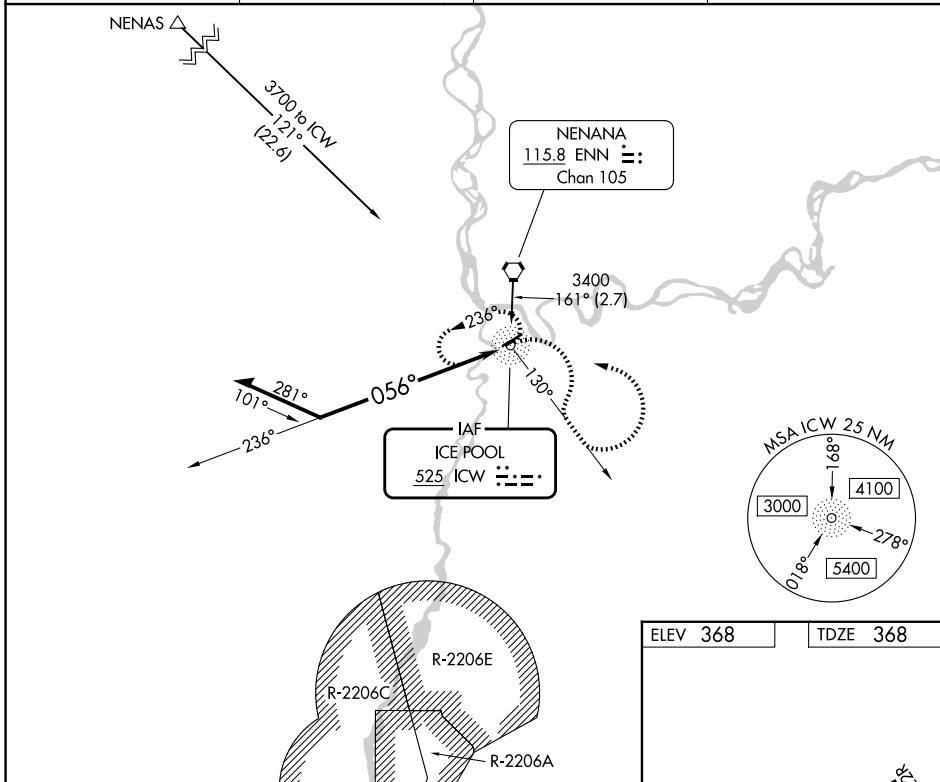 NENAS
3700 to ICW
121°
(22.6)
NENANA
115.8 ENN
Chan 105
3400
161° (2.7)
236°
056°
281°
101°
236°
130°
IAF
ICE POOL
525 ICW
MSA ICW 25 NM
168°
3000
4100
278°
018°
5400
R-2206E
R-2206C
R-2206A
ELEV 368
TDZE 368